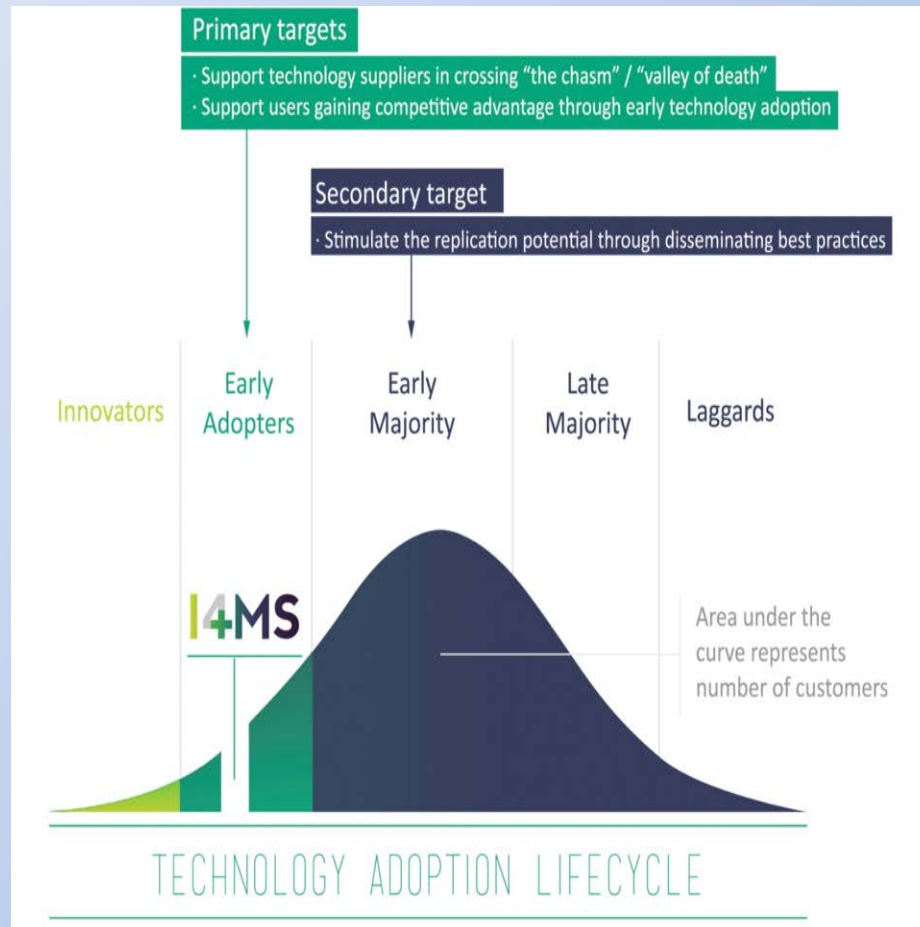 Primary targets
· Support technology suppliers in crossing “the chasm” / “valley of death”
· Support users gaining competitive advantage through early technology adoption
Secondary target
· Stimulate the replication potential through disseminating best practices
Innovators
Early
Adopters
Early
Majority
Late
Majority
Laggards
I4MS
Area under the
curve represents
number of customers
TECHNOLOGY ADOPTION LIFECYCLE